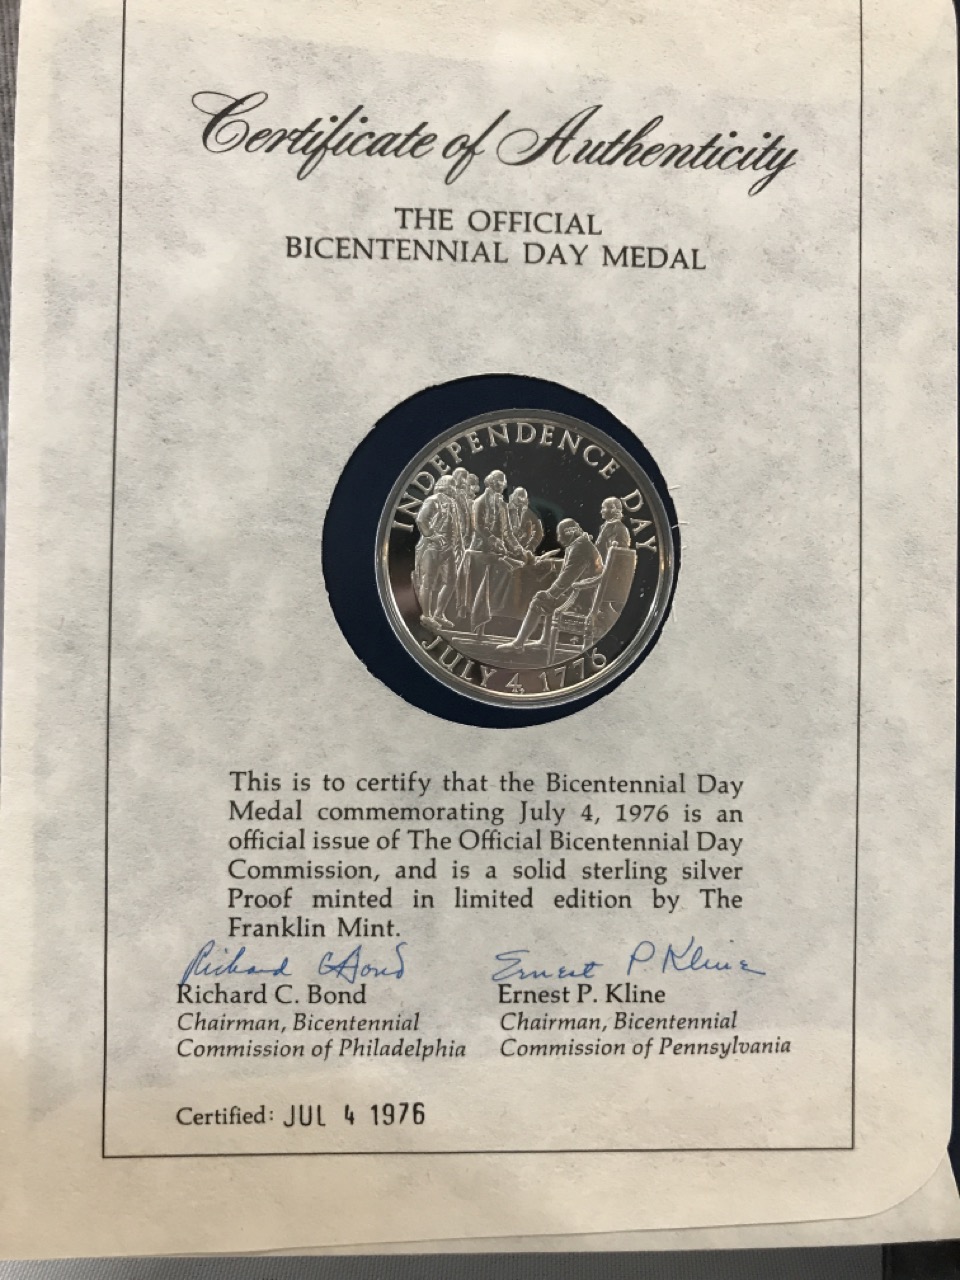 Certificate of Authenticity
THE OFFICIAL
BICENTENNIAL DAY MEDAL
INDEPENDENCE DAY
JULY 4, 1776
This is to certify that the Bicentennial Day
Medal commemorating July 4, 1976 is an
official issue of The Official Bicentennial Day
Commission, and is a solid sterling silver
Proof minted in limited edition by The
Franklin Mint.
Richard C Bond
Ernest P. Kline
Richard C. Bond
Chairman, Bicentennial
Commission of Philadelphia
Ernest P. Kline
Chairman, Bicentennial
Commission of Pennsylvania
Certified: JUL 4 1976